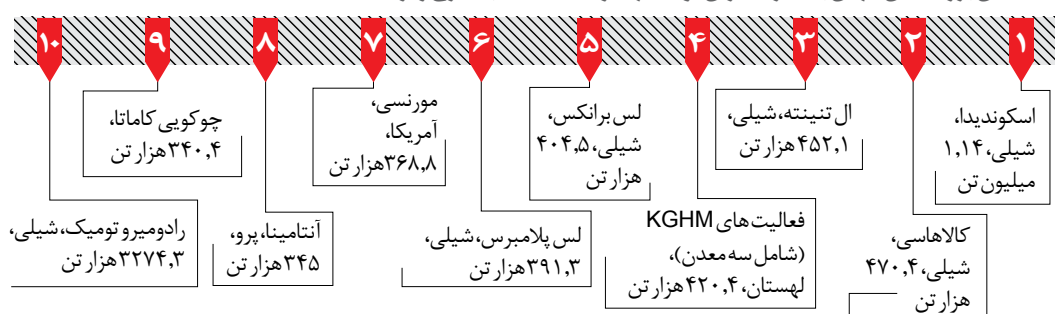 ۱
اسکوندیدا،
شیلی، ۱,۱۴
میلیون تن
۲
کالاهاسی،
شیلی، ۴۷۰,۴
هزار تن
۳
ال تنینته، شیلی،
۴۵۲,۱ هزار تن
۴
فعالیت‌های KGHM
(شامل سه معدن)،
لهستان، ۴۲۰,۴ هزار تن
۵
لس برانکس،
شیلی، ۴۰۴,۵
هزار تن
۶
لس پلامبرس، شیلی،
۳۹۱,۳ هزار تن
۷
مورنسی،
آمریکا،
۳۶۸,۸ هزار تن
۸
آنتامینا، پرو،
۳۴۵ هزار تن
۹
چوکویی کاماتا،
۳۴۰,۴ هزار تن
۱۰
رادومیرو تومیک، شیلی،
۳۲۷۴,۳ هزار تن